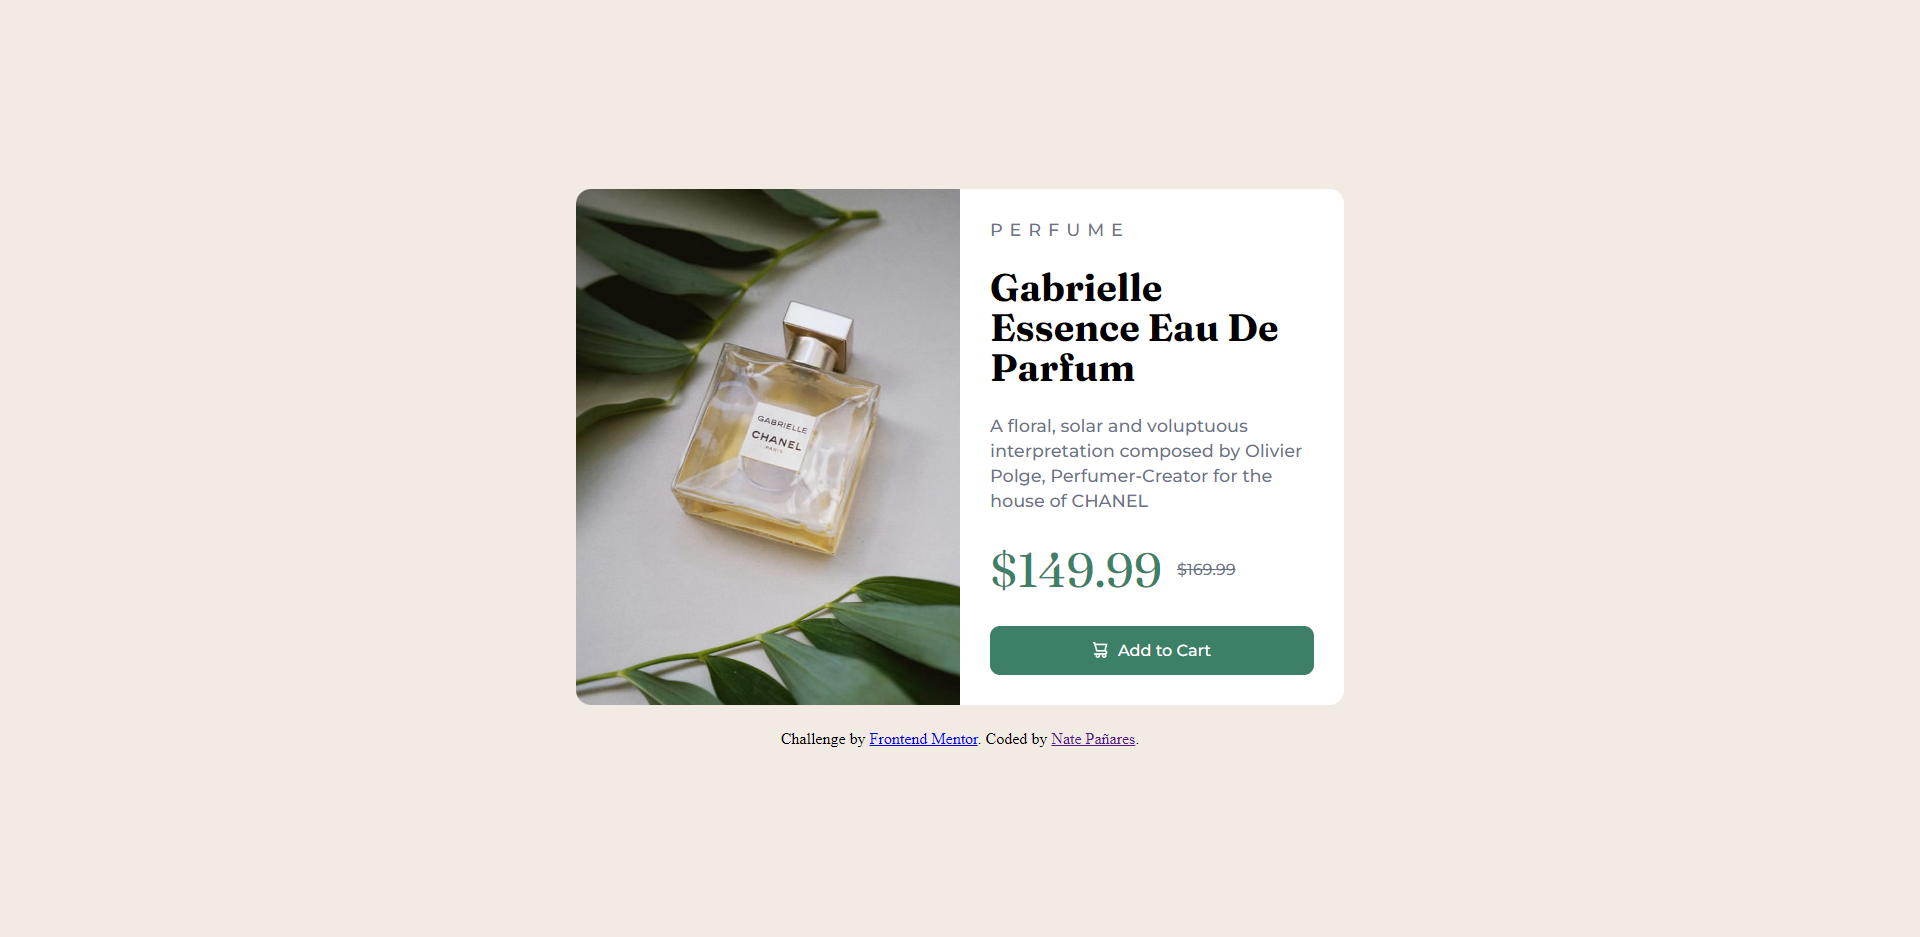 GABRIELLE
CHANEL
PARIS
PERFUME
Gabrielle
Essence Eau De
Parfum
A floral, solar and voluptuous
interpretation composed by Olivier
Polge, Perfumer-Creator for the
house of CHANEL
$149.99 $169.99
Add to Cart
Challenge by Frontend Mentor. Coded by Nate Pañares.